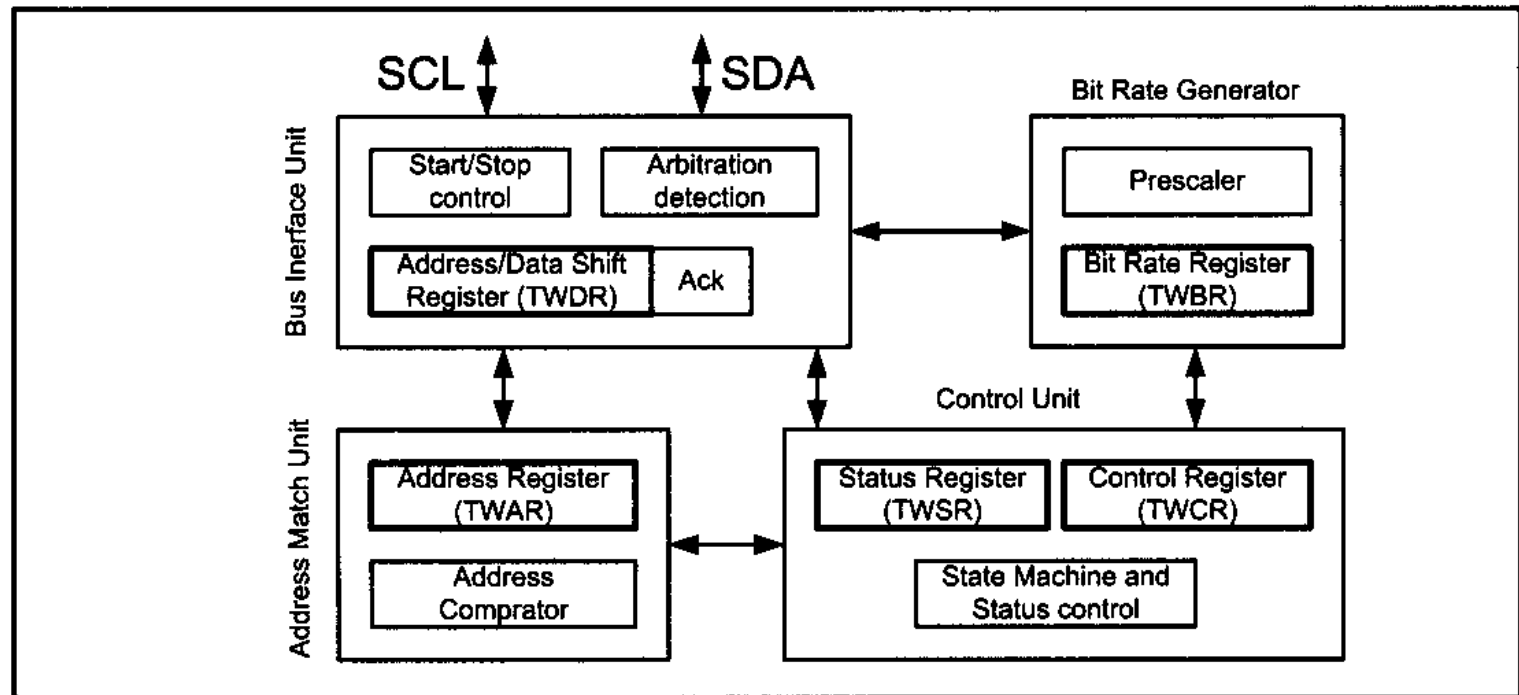 SCL
SDA
Bit Rate Generator
Bus Inerface Unit
Start/Stop
control
Arbitration
detection
Prescaler
Address/Data Shift
Register (TWDR)
Ack
Bit Rate Register
(TWBR)
Control Unit
Address Match Unit
Address Register
(TWAR)
Status Register
(TWSR)
Control Register
(TWCR)
Address
Comprator
State Machine and
Status control